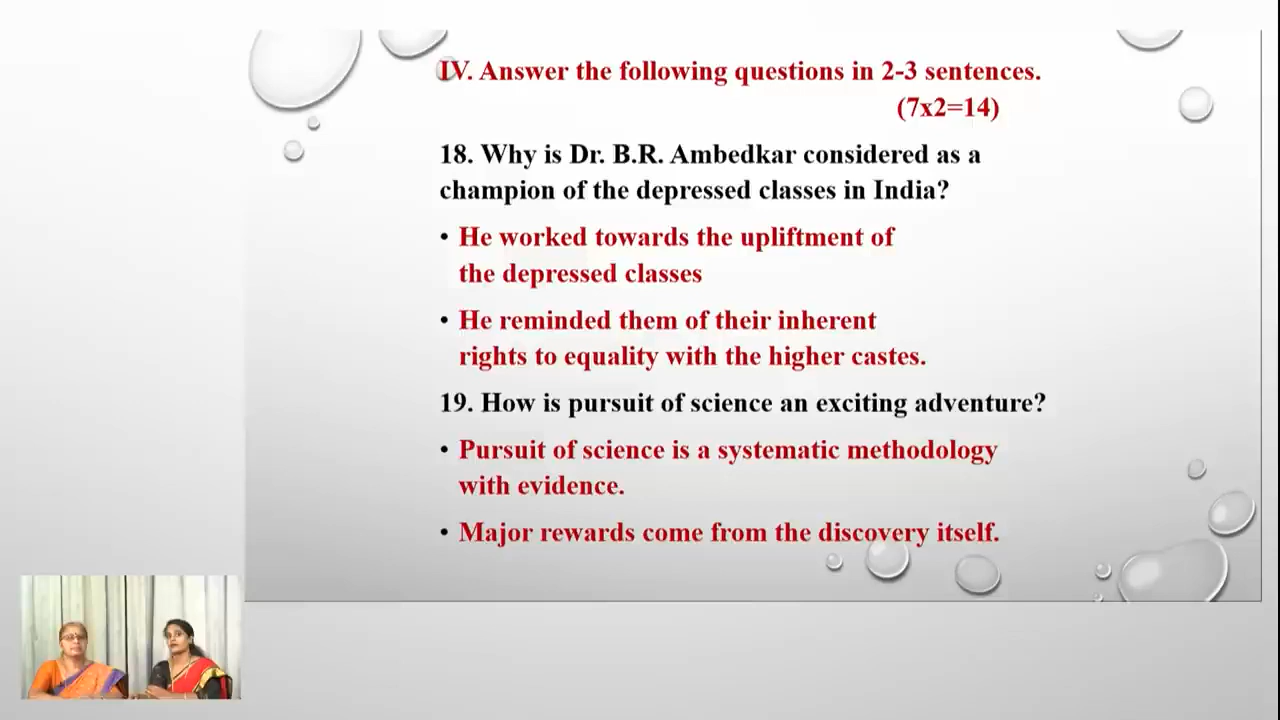 IV. Answer the following questions in 2-3 sentences.
(7x2=14)
18. Why is Dr. B.R. Ambedkar considered as a
champion of the depressed classes in India?
• He worked towards the upliftment of
the depressed classes
• He reminded them of their inherent
rights to equality with the higher castes.
19. How is pursuit of science an exciting adventure?
• Pursuit of science is a systematic methodology
with evidence.
• Major rewards come from the discovery itself.